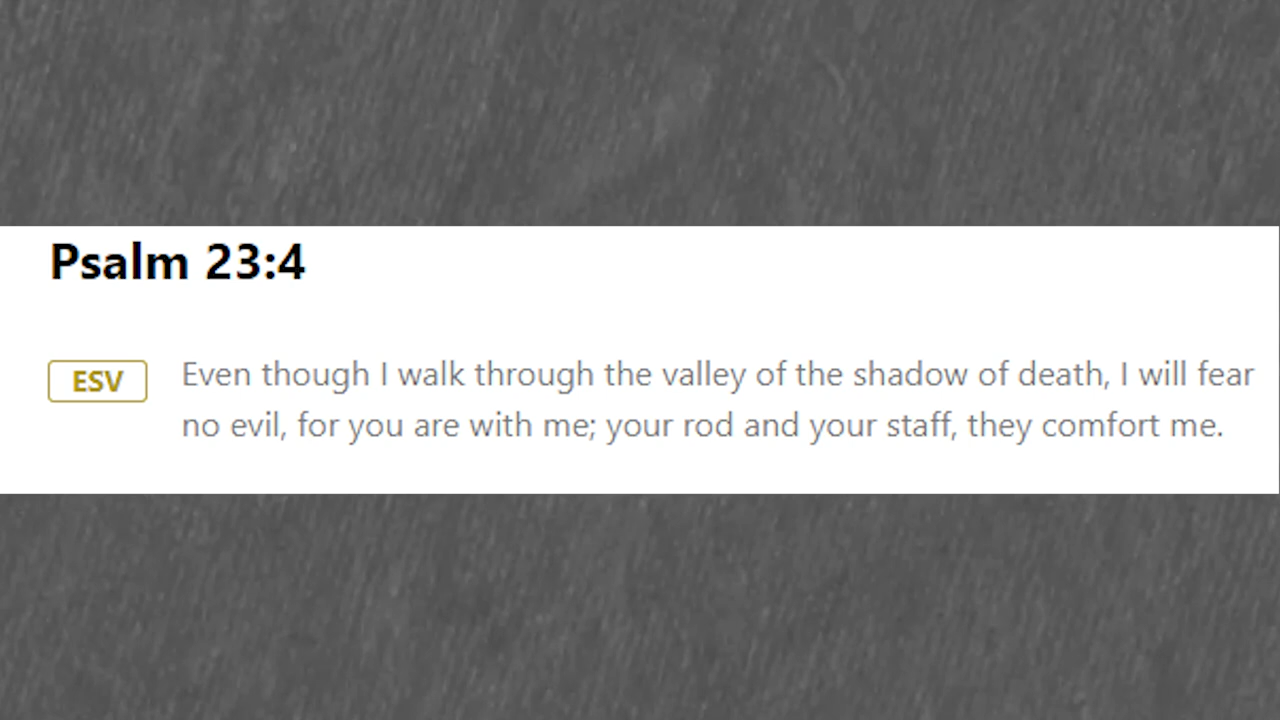 Psalm 23:4
ESV
Even though I walk through the valley of the shadow of death, I will fear
no evil, for you are with me; your rod and your staff, they comfort me.